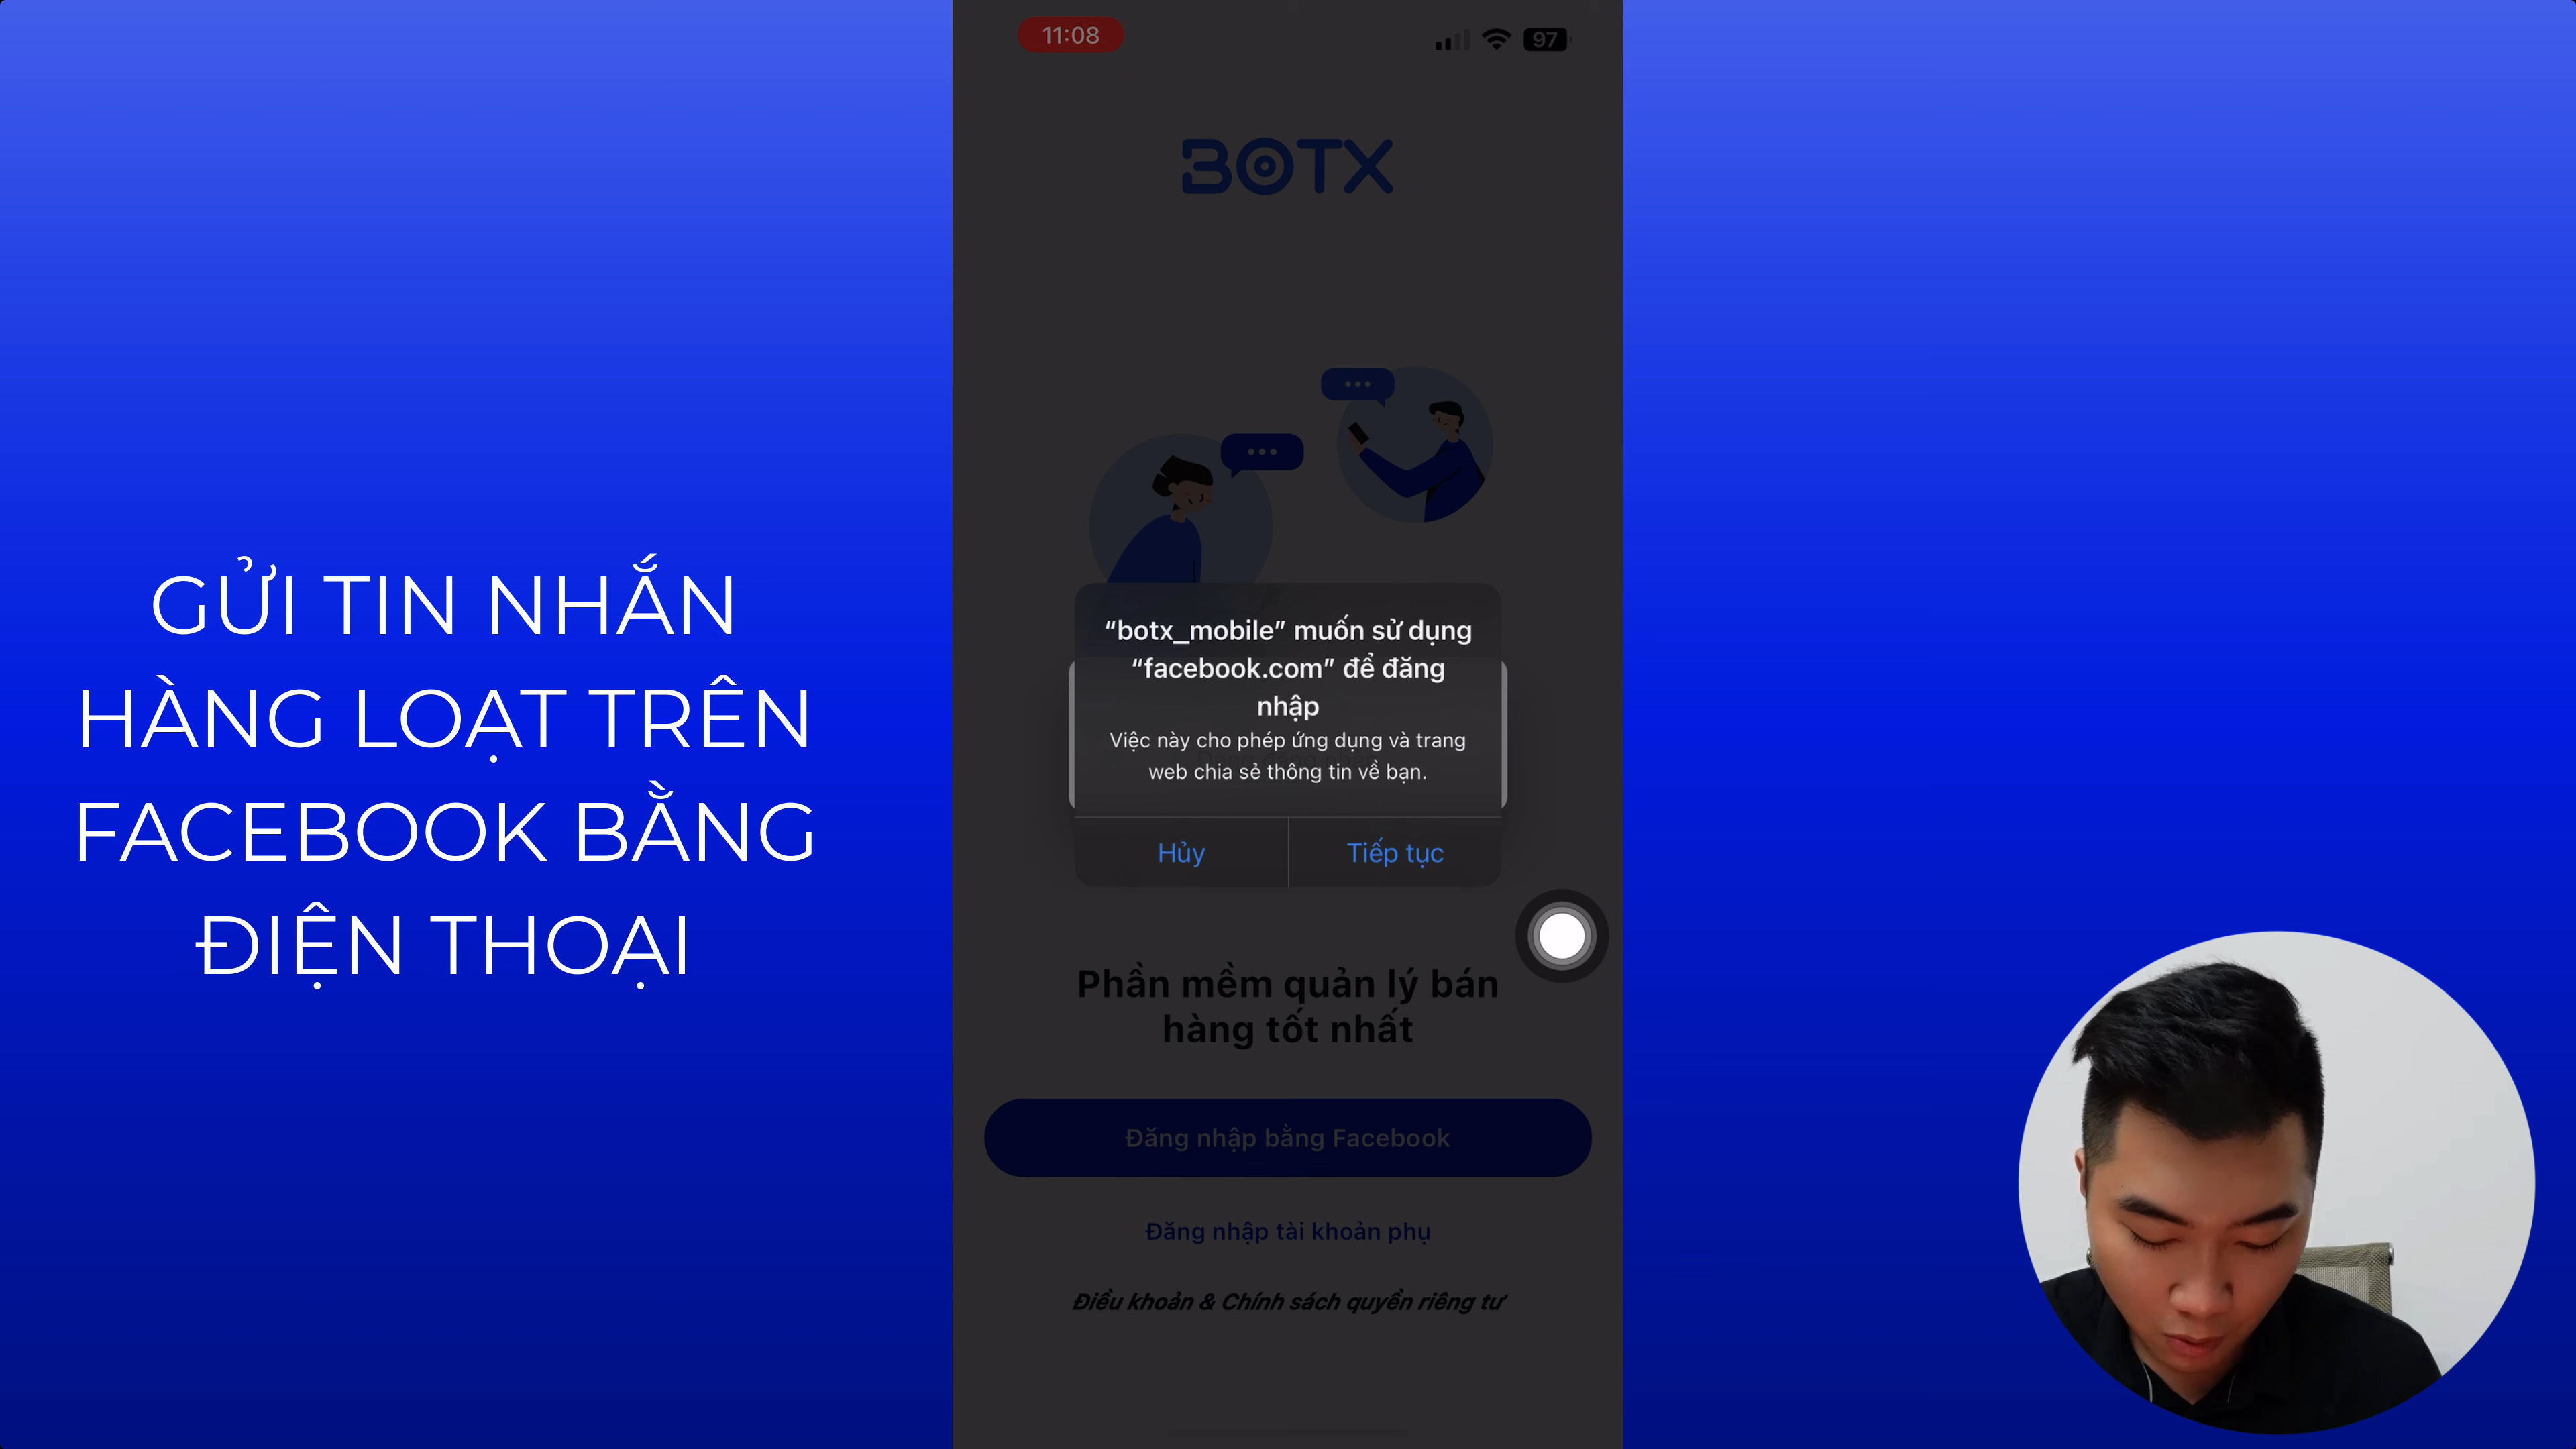 GỬI TIN NHẮN
HÀNG LOẠT TRÊN
FACEBOOK BẰNG
ĐIỆN THOẠI
11:08
97
BOTX
“botx_mobile” muốn sử dụng
“facebook.com” để đăng
nhập
Việc này cho phép ứng dụng và trang
web chia sẻ thông tin về bạn.
Hủy
Tiếp tục
Phần mềm quản lý bán
hàng tốt nhất
Đăng nhập bằng Facebook
Đăng nhập tài khoản phụ
Điều khoản & Chính sách quyền riêng tư